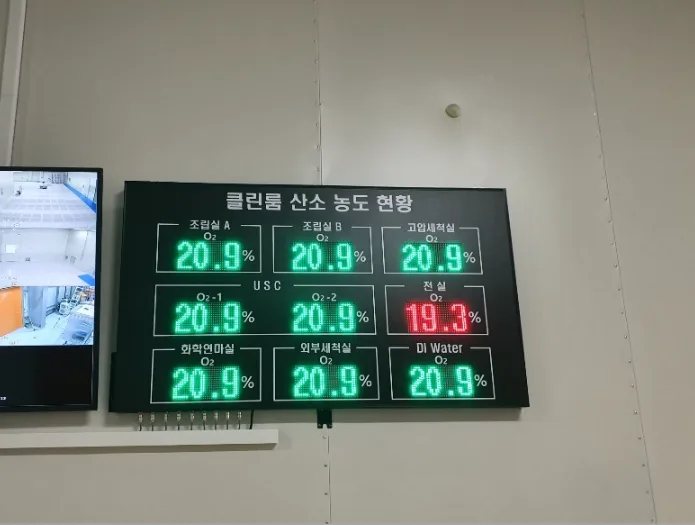 클린룸 산소 농도 현황
조립실 A 조립실 B 고압세척실
O₂ O₂ O₂
20.9% 20.9% 20.9%
USC 전실
O₂-1 O₂-2 O₂
20.9% 20.9% 19.3%
화학연마실 외부세척실 DI Water
O₂ O₂ O₂
20.9% 20.9% 20.9%